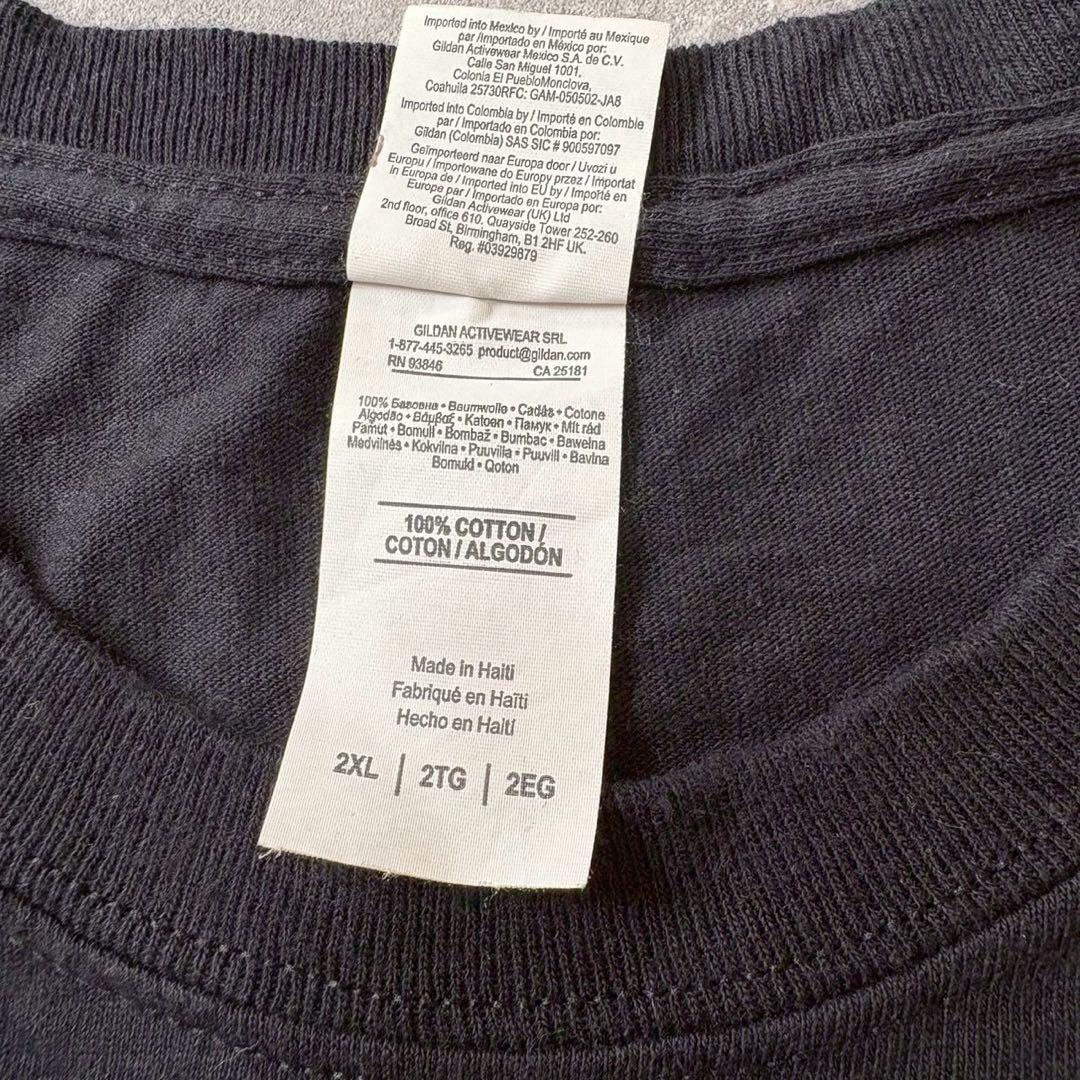 Imported into Mexico by / Importé au Mexique
par /Importado en México por:
Gildan Activewear Mexico S.A. de C.V.
Calle San Miguel 1001,
Colonia El PuebloMonclova,
Coahuila 25730RFC: GAM-050502-JA8
Imported into Colombia by / Importé en Colombie
par / Importado en Colombia por:
Gildan (Colombia) SAS SIC # 900597097
Geïmporteerd naar Europa door / Uvozi u
Europu / Importowane do Europy przez / Importat
în Europa de / Imported into EU by / Importé en
Europe par / Importado en Europa por:
Gildan Activewear (UK) Ltd
2nd floor, office 610, Quayside Tower 252-260
Broad St, Birmingham, B1 2HF UK.
Reg. #03929879
GILDAN ACTIVEWEAR SRL
1-877-445-3265 product@gildan.com
RN 93846 CA 25181
100% Бавовна • Baumwolle • Cadás • Cotone
Algodão • Βάμβαξ • Katoen • Памук • Mit rád
Pamut • Bomull • Bombaž • Bumbac • Bawełna
Medvilnės • Kokvilna • Puuvilla • Puuvill • Bavlna
Bomuld • Qoton
100% COTTON /
COTON / ALGODÓN
Made in Haiti
Fabriqué en Haïti
Hecho en Haití
2XL | 2TG | 2EG